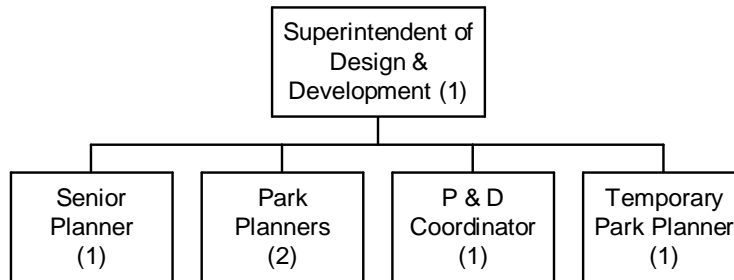 Superintendent of
Design &
Development (1)
Senior
Planner
(1)
Park
Planners
(2)
P & D
Coordinator
(1)
Temporary
Park Planner
(1)